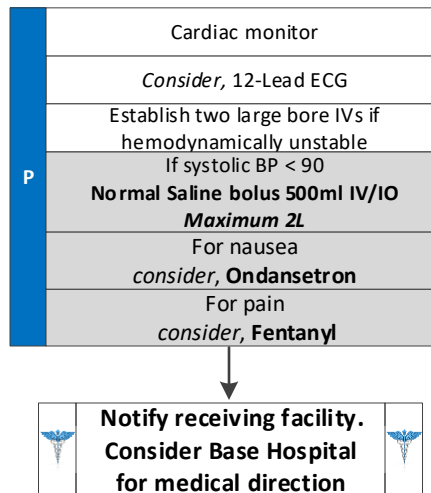 P
Cardiac monitor
Consider, 12-Lead ECG
Establish two large bore IVs if
hemodynamically unstable
If systolic BP < 90
Normal Saline bolus 500ml IV/IO
Maximum 2L
For nausea
consider, Ondansetron
For pain
consider, Fentanyl
Notify receiving facility.
Consider Base Hospital
for medical direction